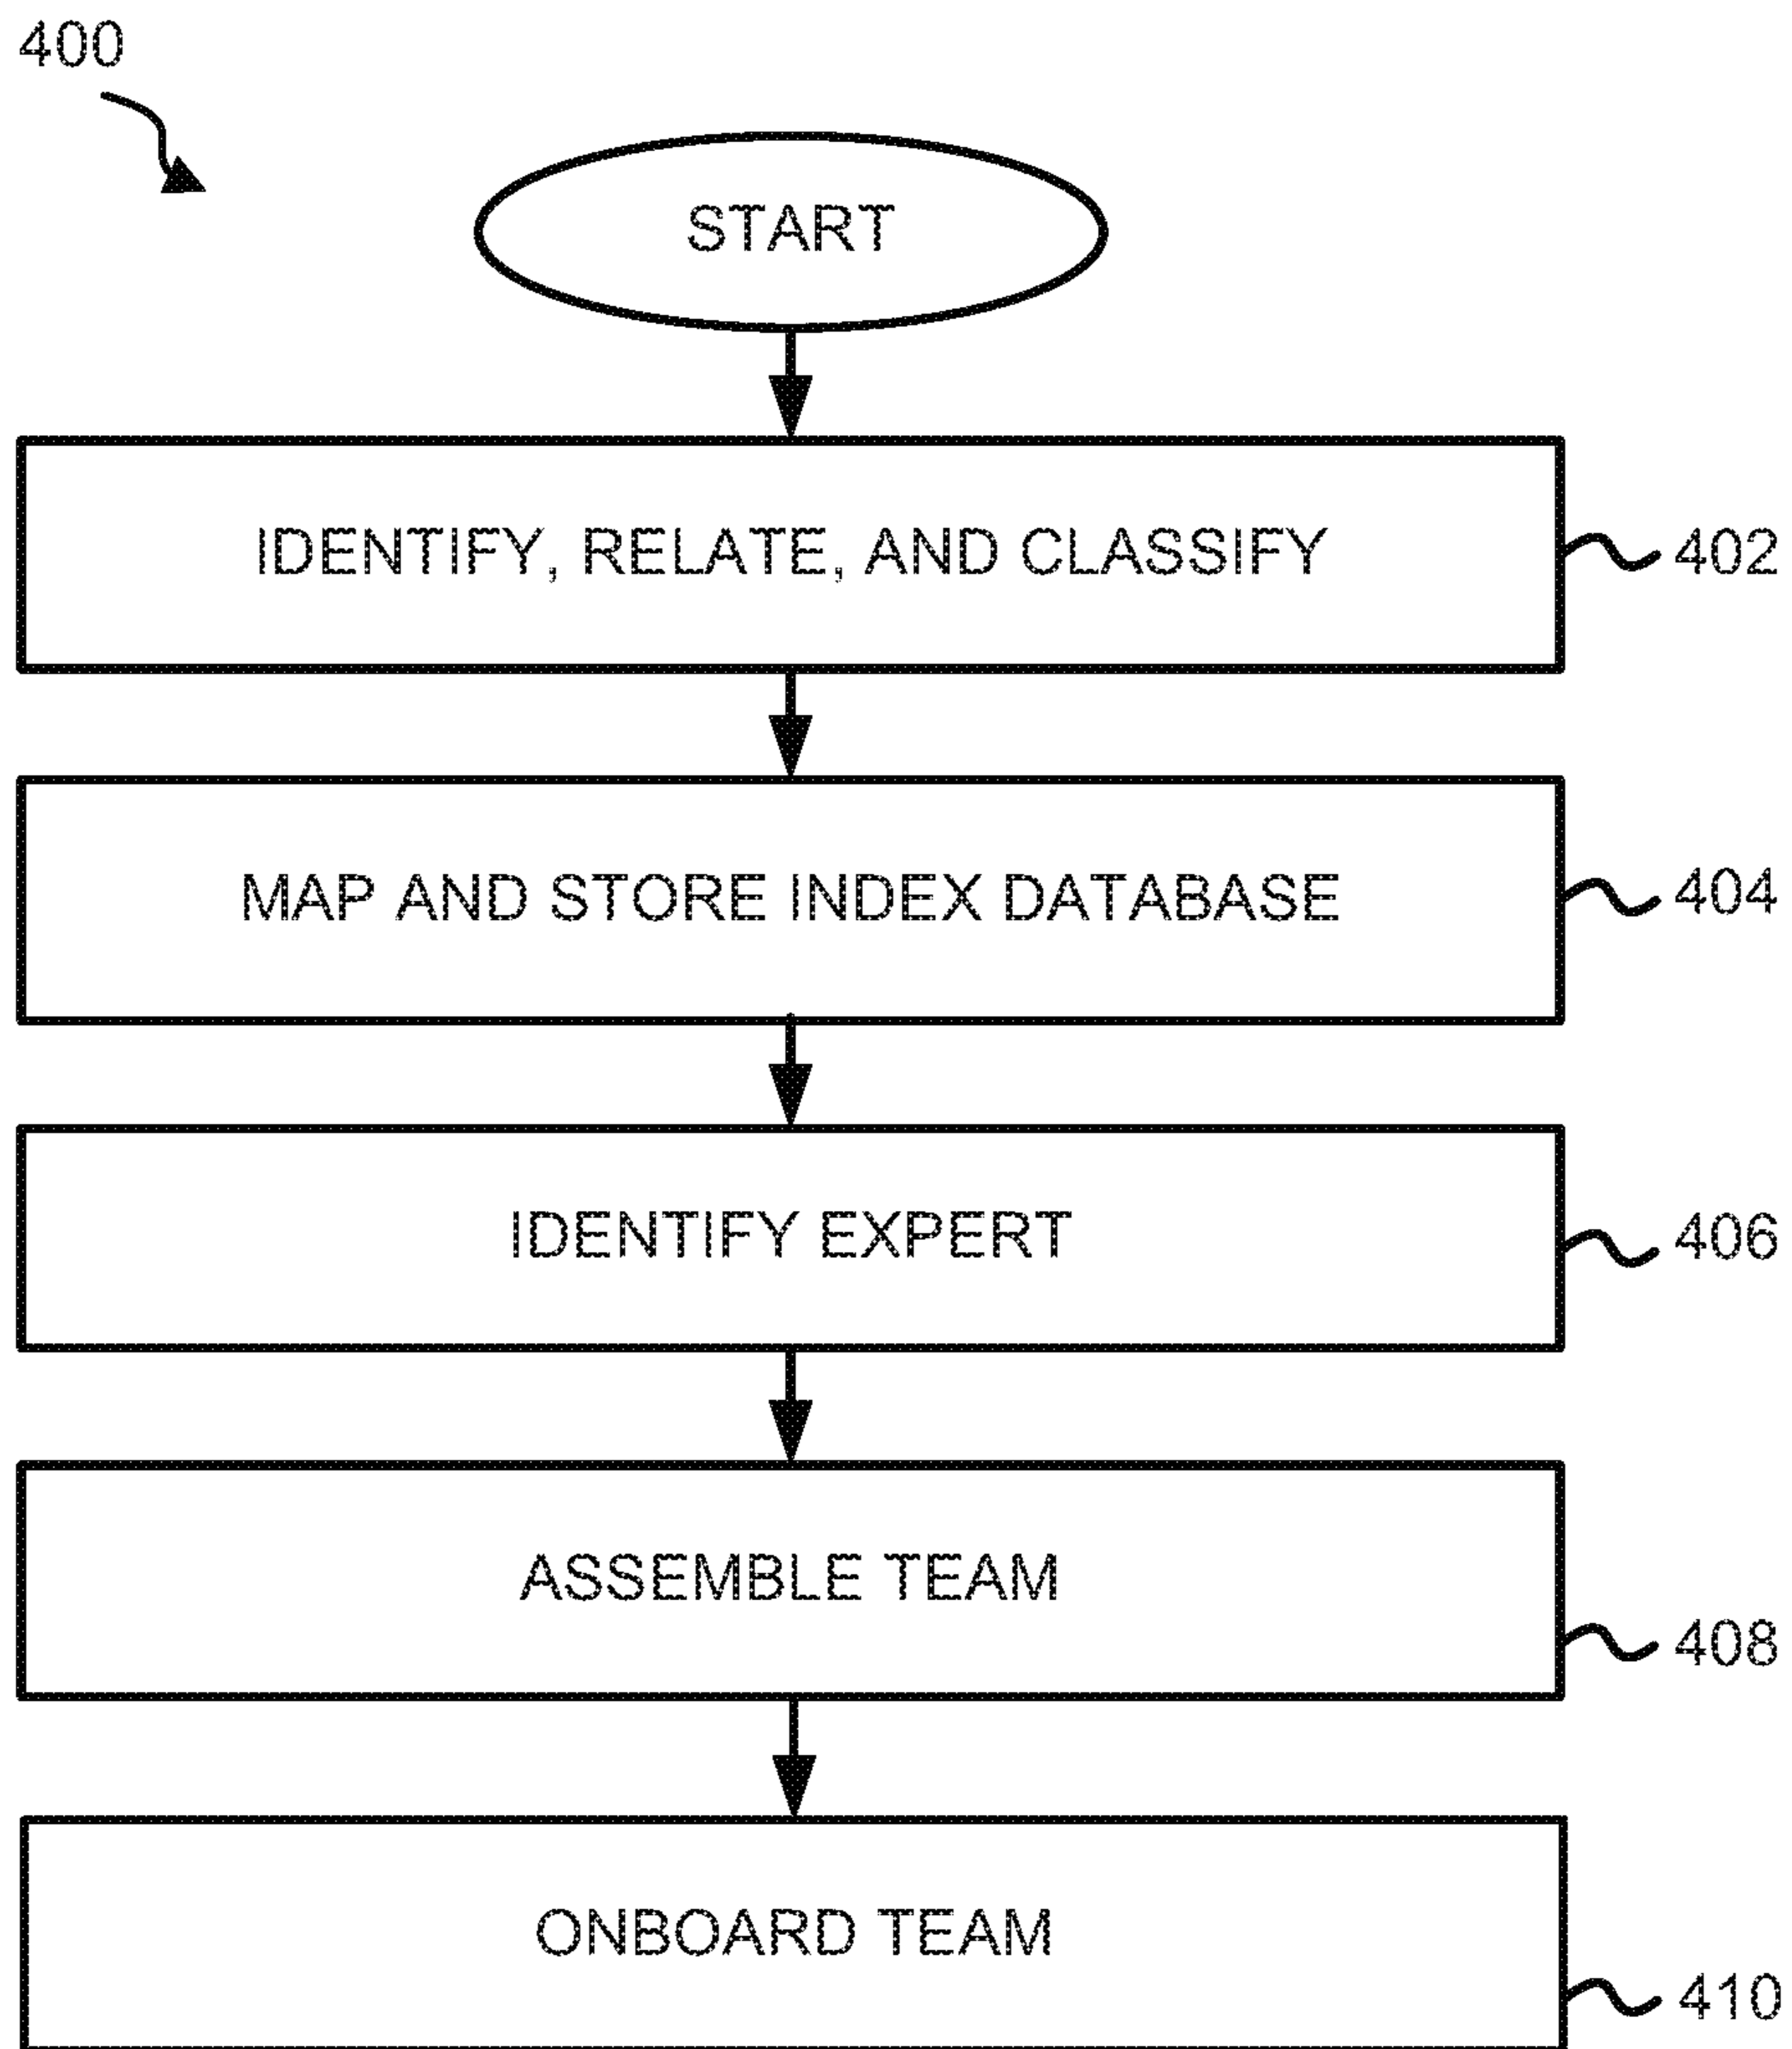 400
START
IDENTIFY, RELATE, AND CLASSIFY
402
MAP AND STORE INDEX DATABASE
404
IDENTIFY EXPERT
406
ASSEMBLE TEAM
408
ONBOARD TEAM
410